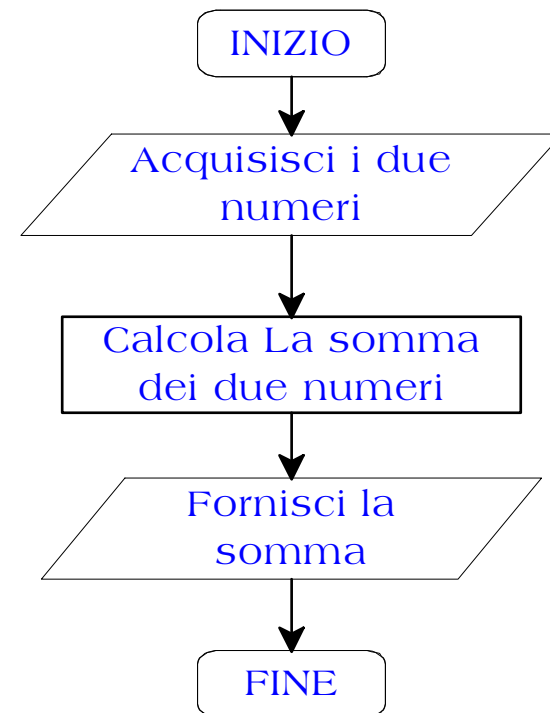 INIZIO
Acquisisci i due
numeri
Calcola La somma
dei due numeri
Fornisci la
somma
FINE